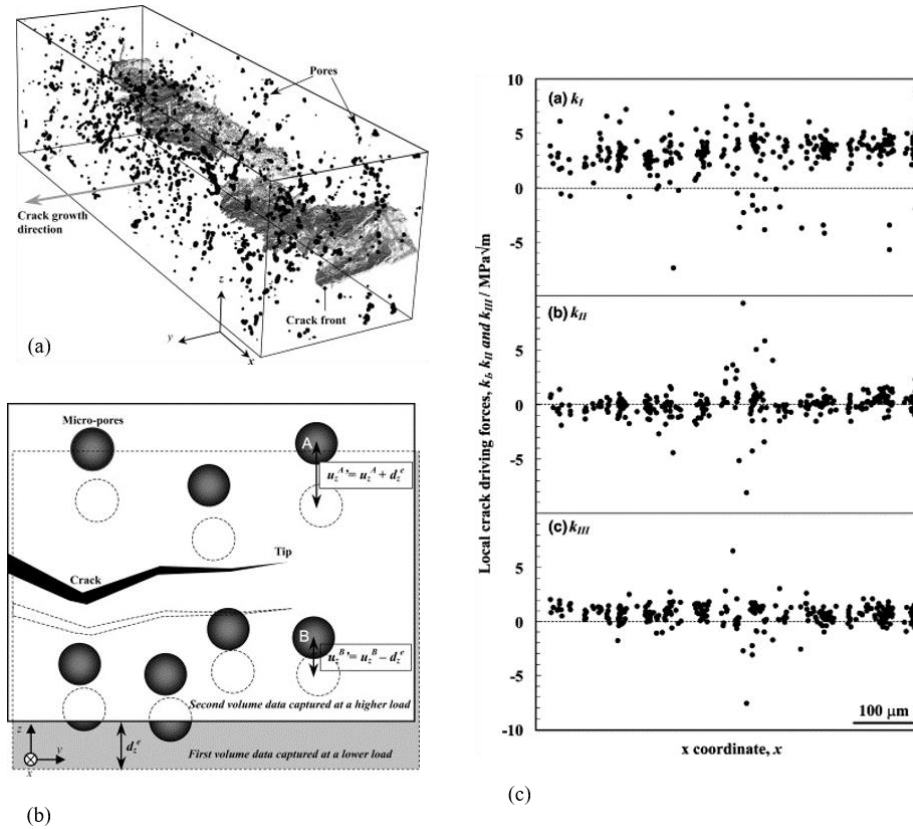 Pores
Crack growth
direction
Crack front
z
y
x
(a)
Micro-pores
A
u_z^A' = u_z^A + d_z^e
Tip
Crack
B
u_z^B' = u_z^B − d_z^e
Second volume data captured at a higher load
First volume data captured at a lower load
d_z^e
z
y
x
(b)
Local crack driving forces, k_I, k_II and k_III / MPa√m
10
(a) k_I
5
0
-5
(b) k_II
5
0
-5
(c) k_III
5
0
-5
-10
100 μm
x coordinate, x
(c)